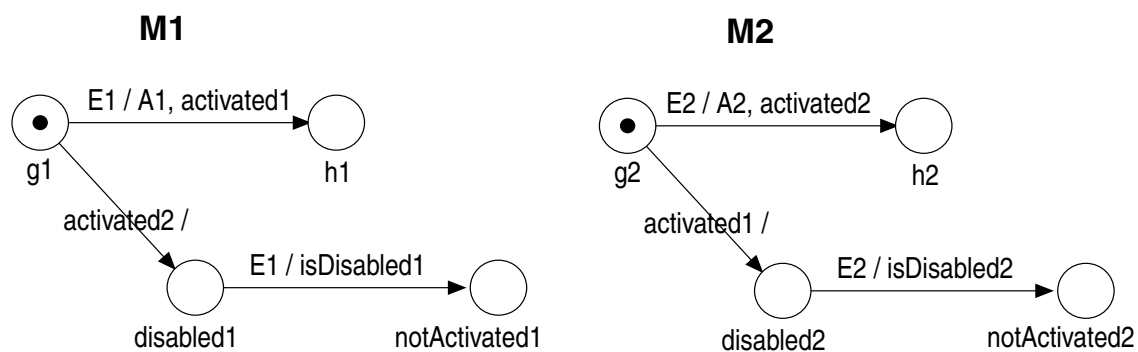 M1
E1 / A1, activated1
g1
h1
activated2 /
E1 / isDisabled1
disabled1
notActivated1
M2
E2 / A2, activated2
g2
h2
activated1 /
E2 / isDisabled2
disabled2
notActivated2